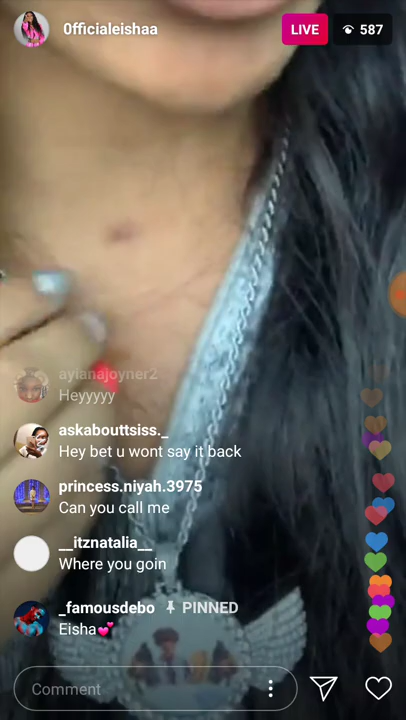 0fficialeishaa
LIVE
587
ayianajoyner2
Heyyyyy
askabouttsiss._
Hey bet u wont say it back
princess.niyah.3975
Can you call me
__itznatalia__
Where you goin
_famousdebo PINNED
Eisha💕
Comment